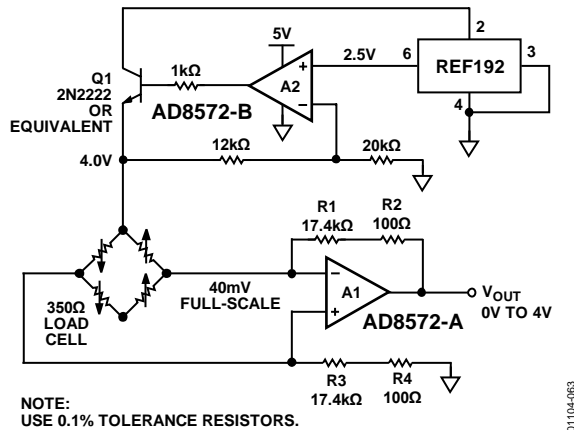 2
5V
Q1
2N2222
OR
EQUIVALENT
1kΩ
+
A2
−
2.5V
6
REF192
3
4
AD8572-B
4.0V
12kΩ
20kΩ
R1
17.4kΩ
R2
100Ω
350Ω
LOAD
CELL
40mV
FULL-SCALE
−
A1
+
AD8572-A
VOUT
0V TO 4V
R3
17.4kΩ
R4
100Ω
NOTE:
USE 0.1% TOLERANCE RESISTORS.
01104-063